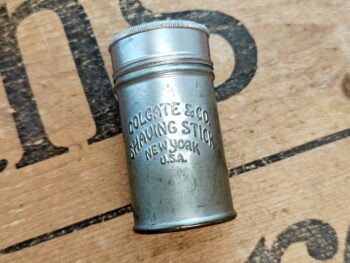 COLGATE & CO.
SHAVING STICK
NEW YORK
U.S.A.